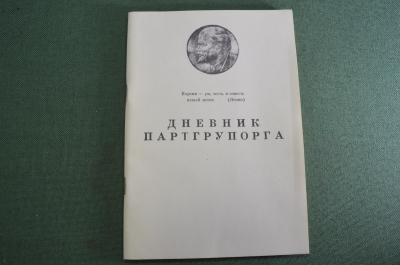 Партия — ум, честь и совесть
нашей эпохи (Ленин)
ДНЕВНИК
ПАРТГРУПОРГА